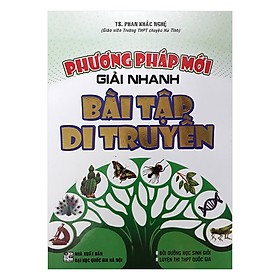 TS. PHAN KHẮC NGHỆ
(Giáo viên Trường THPT chuyên Hà Tĩnh)
PHƯƠNG PHÁP MỚI
GIẢI NHANH
BÀI TẬP
DI TRUYỀN
BỒI DƯỠNG HỌC SINH GIỎI
LUYỆN THI THPT QUỐC GIA
NHÀ XUẤT BẢN
ĐẠI HỌC QUỐC GIA HÀ NỘI